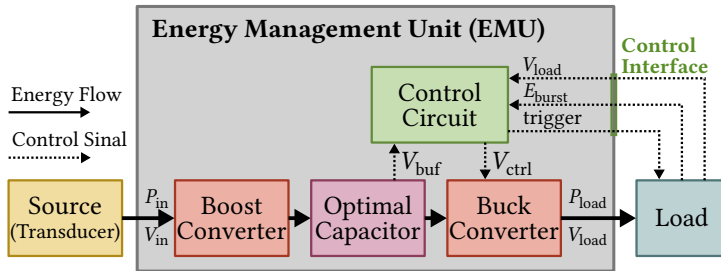 Energy Management Unit (EMU)
Control
Interface
Energy Flow
Control Sinal
Control
Circuit
V_load
E_burst
trigger
V_buf
V_ctrl
Source
(Transducer)
P_in
V_in
Boost
Converter
Optimal
Capacitor
Buck
Converter
P_load
V_load
Load